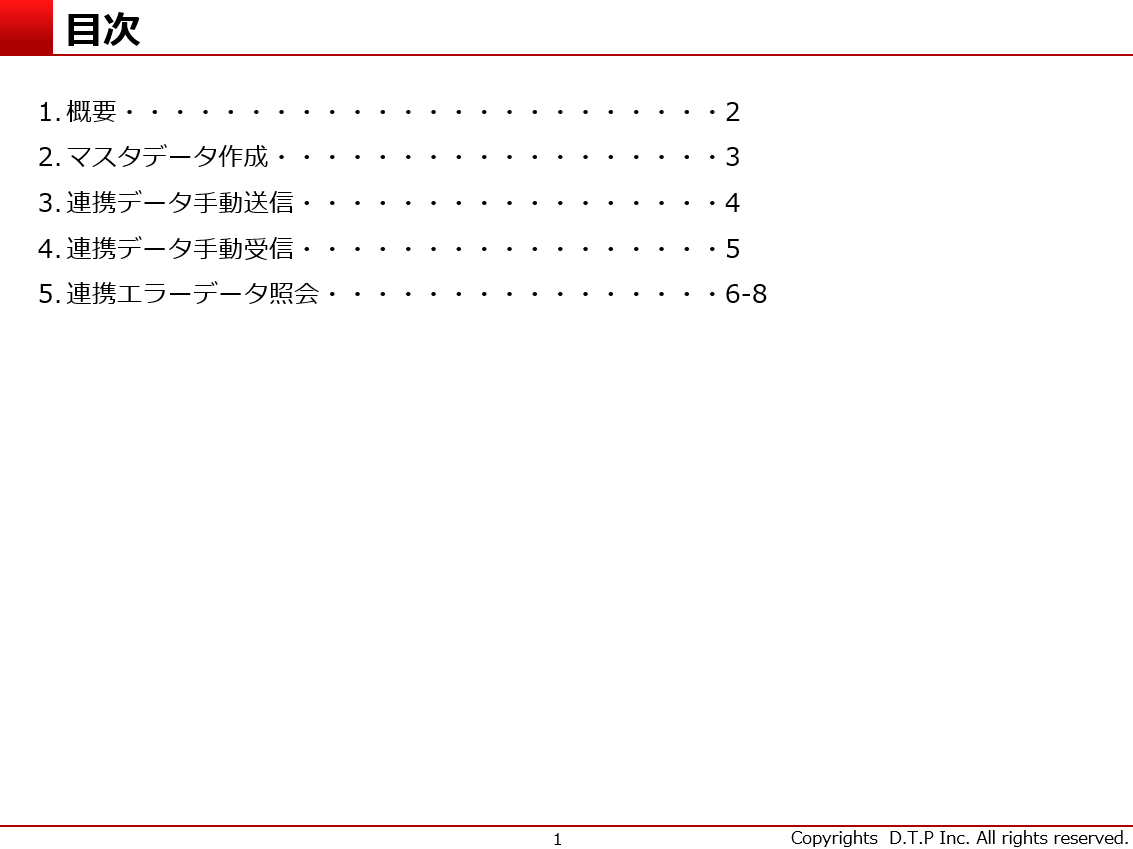 目次
1. 概要・・・・・・・・・・・・・・・・・・・・・・・・2
2. マスタデータ作成・・・・・・・・・・・・・・・・・・3
3. 連携データ手動送信・・・・・・・・・・・・・・・・・4
4. 連携データ手動受信・・・・・・・・・・・・・・・・・5
5. 連携エラーデータ照会・・・・・・・・・・・・・・・・6-8
1
Copyrights D.T.P Inc. All rights reserved.